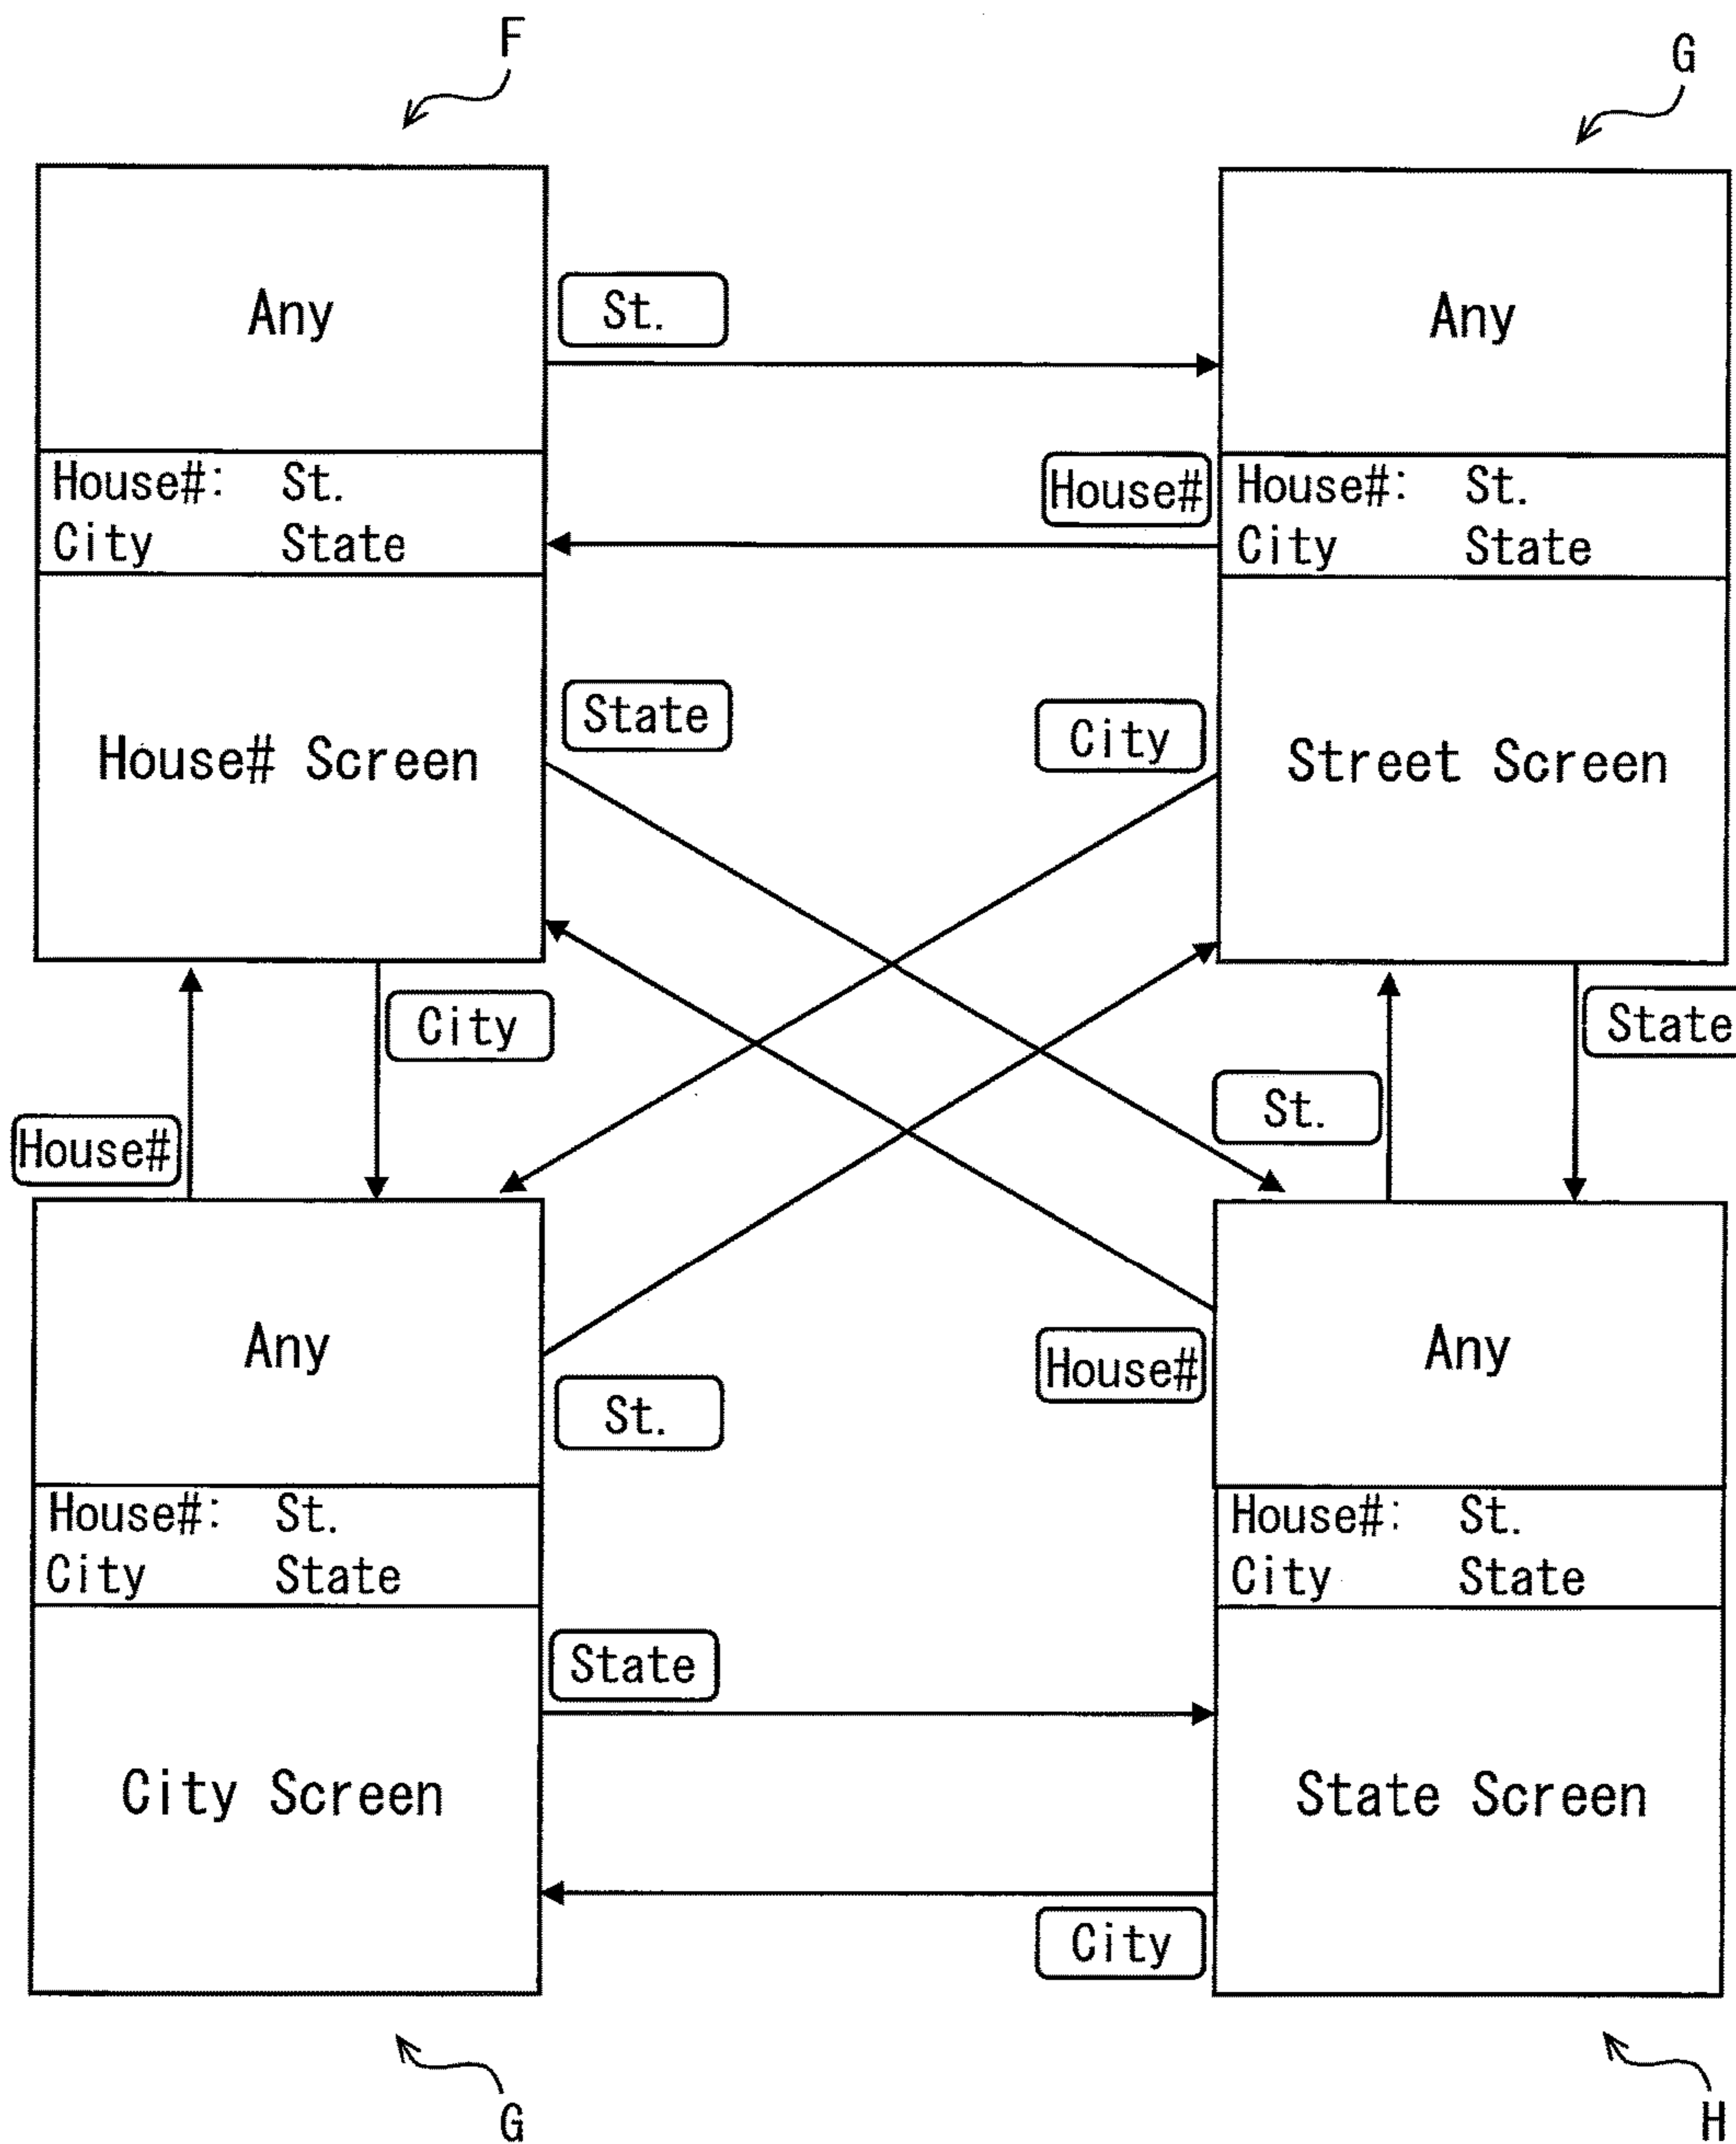 F
G
Any
St.
Any
House#: St.
City State
House#
House#: St.
City State
House# Screen
State
City
Street Screen
City
State
House#
St.
Any
St.
House#
Any
House#: St.
City State
House#: St.
City State
City Screen
State
State Screen
City
G
H